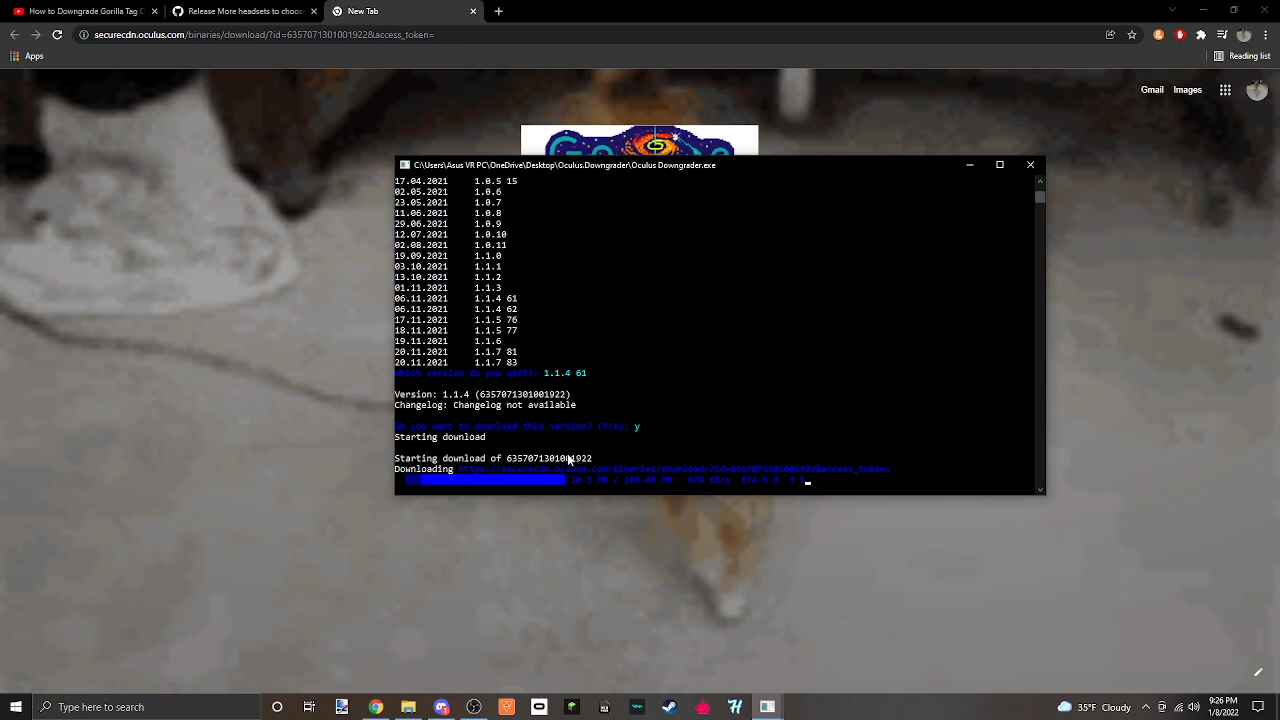 How to Downgrade Gorilla Tag O
Release More headsets to choos
New Tab
securecdn.oculus.com/binaries/download/?id=6357071301001922&access_token=
Apps
Reading list
Gmail
Images
C:\Users\Asus VR PC\OneDrive\Desktop\Oculus.Downgrader\Oculus Downgrader.exe
17.04.2021 1.0.5 15
02.05.2021 1.0.6
23.05.2021 1.0.7
11.06.2021 1.0.8
29.06.2021 1.0.9
12.07.2021 1.0.10
02.08.2021 1.0.11
19.09.2021 1.1.0
03.10.2021 1.1.1
13.10.2021 1.1.2
01.11.2021 1.1.3
06.11.2021 1.1.4 61
06.11.2021 1.1.4 62
17.11.2021 1.1.5 76
18.11.2021 1.1.5 77
19.11.2021 1.1.6
20.11.2021 1.1.7 81
20.11.2021 1.1.7 83
Which version do you want?: 1.1.4 61
Version: 1.1.4 (6357071301001922)
Changelog: Changelog not available
Do you want to download this version? (Y/n): y
Starting download
Starting download of 6357071301001922
Downloading https://securecdn.oculus.com/binaries/download/?id=6357071301001922&access_token=
Type here to search
35°F Cloudy
9:26 PM
1/8/2022